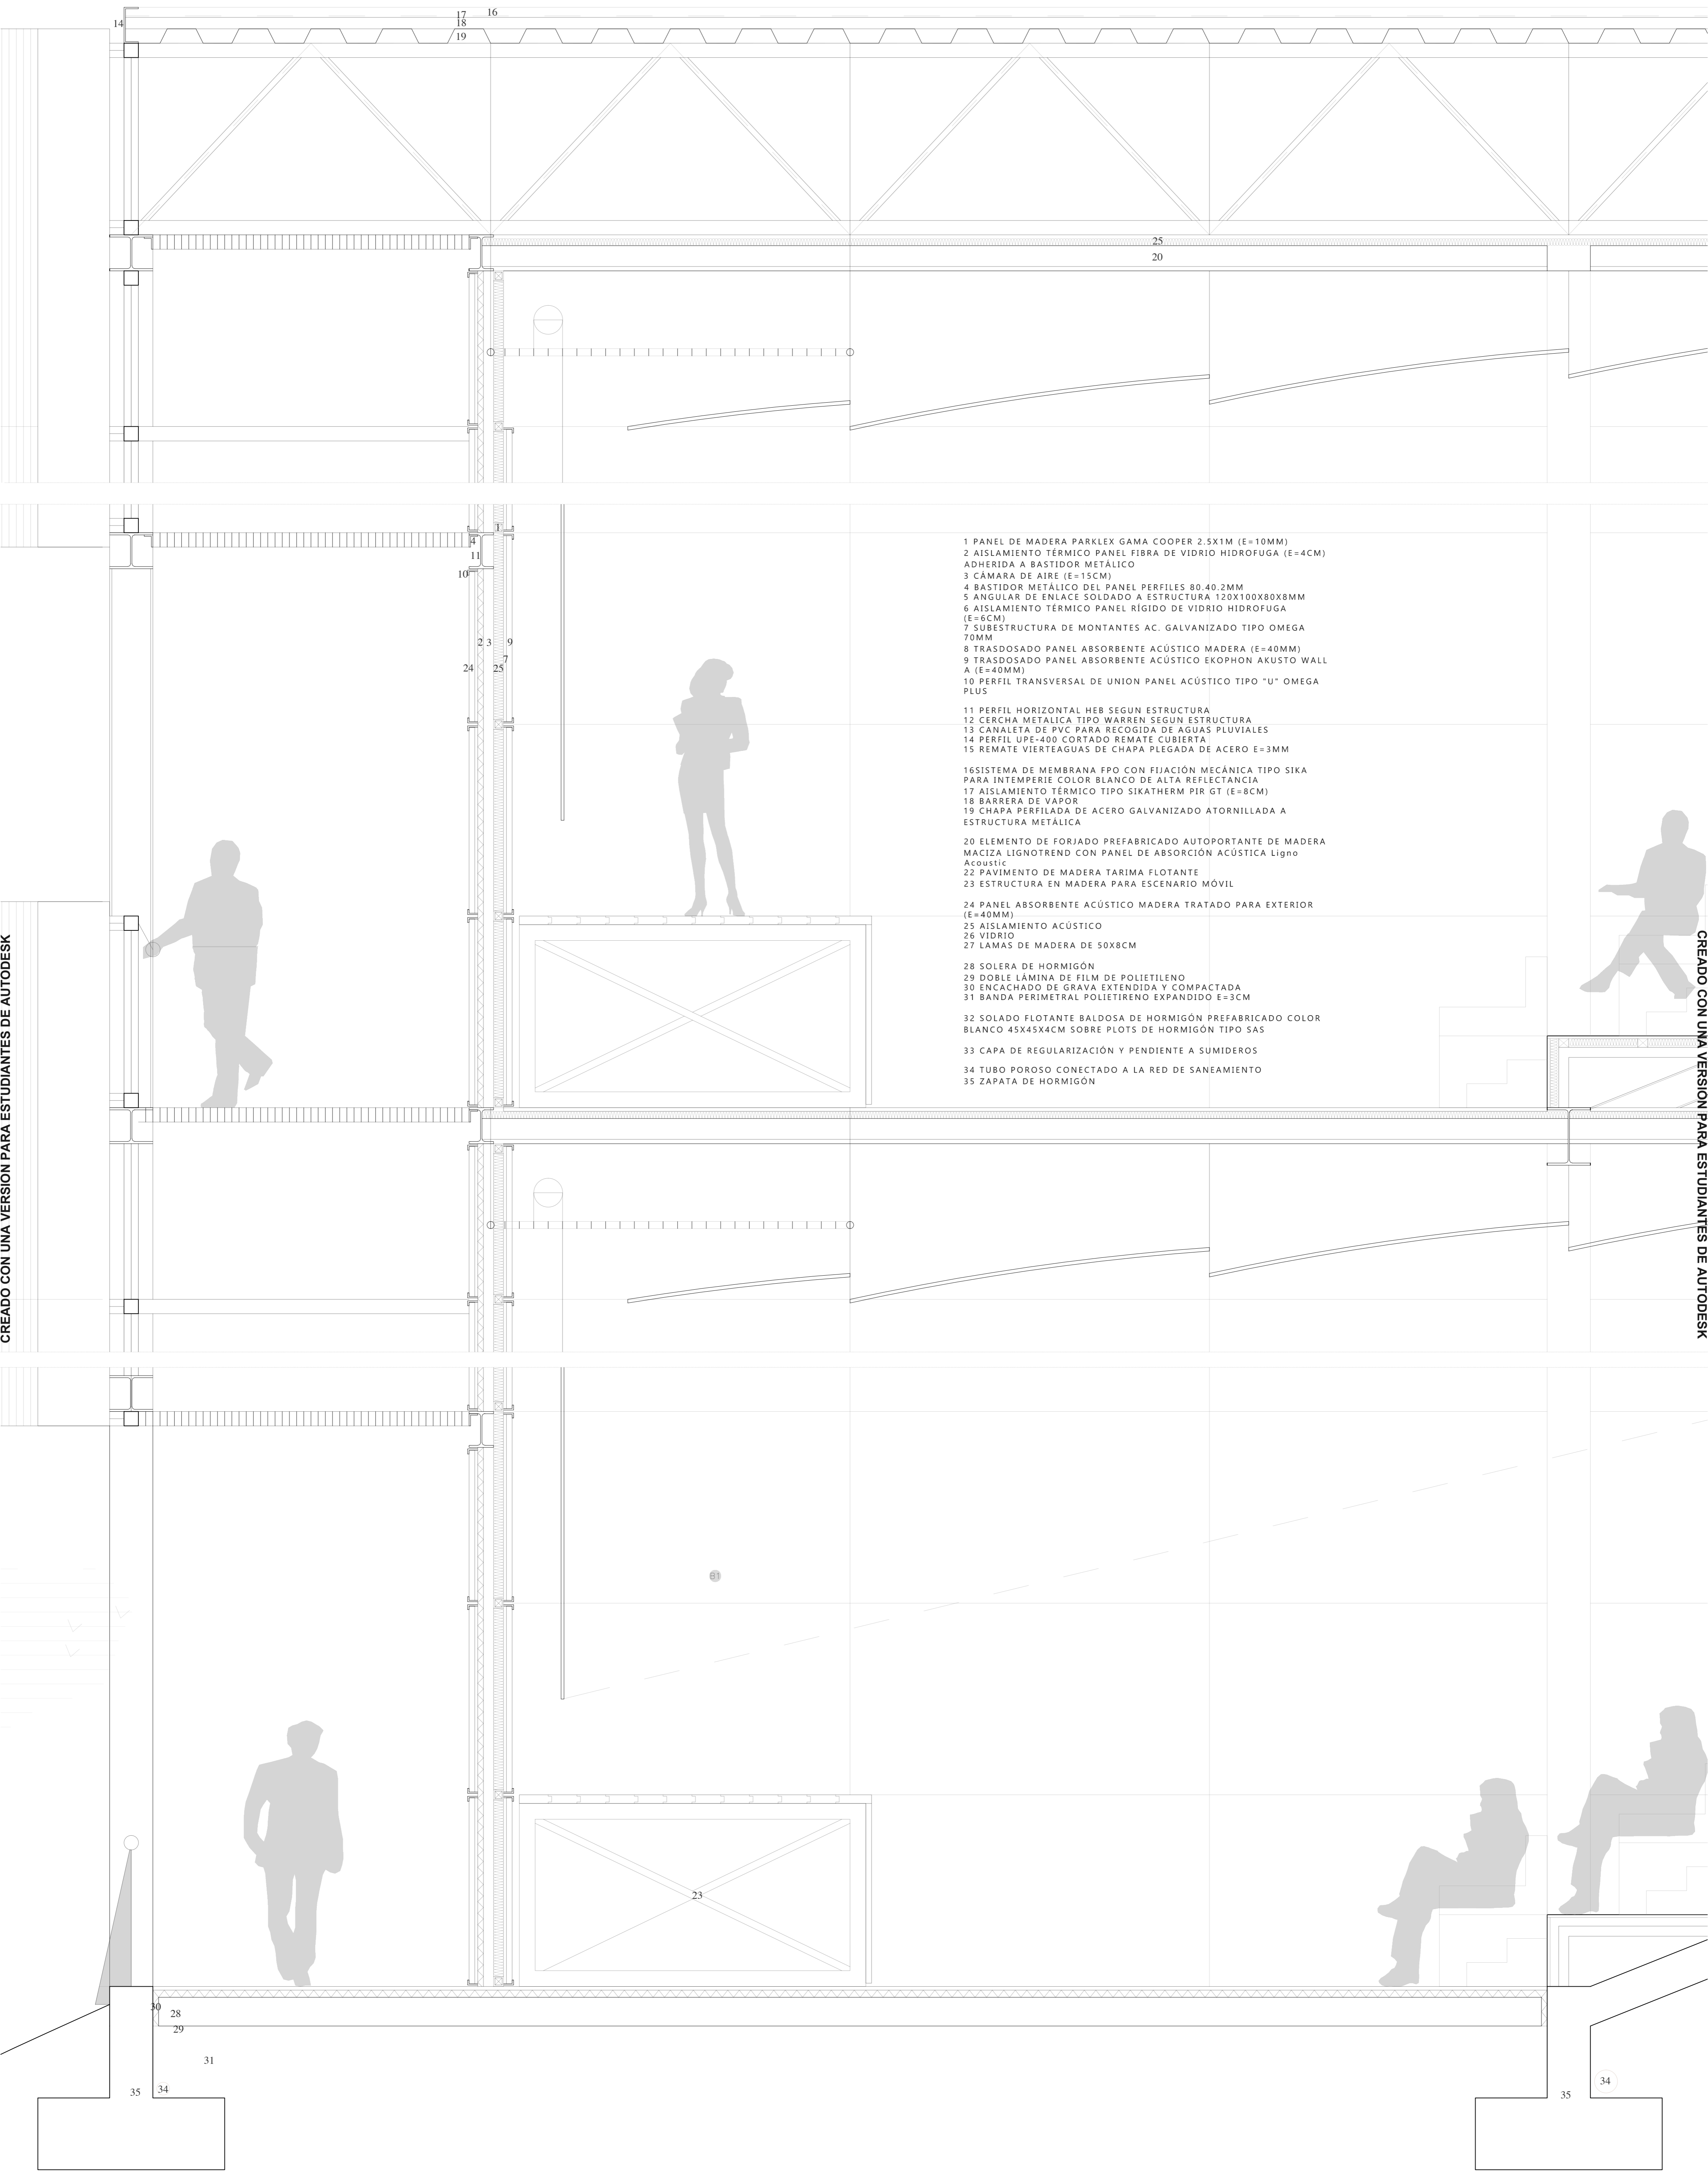 17 16
14 18
19
25
20
1
4
11
10
2 3 9
7
24 25
1 PANEL DE MADERA PARKLEX GAMA COOPER 2.5X1M (E=10MM)
2 AISLAMIENTO TÉRMICO PANEL FIBRA DE VIDRIO HIDROFUGA (E=4CM)
ADHERIDA A BASTIDOR METÁLICO
3 CÁMARA DE AIRE (E=15CM)
4 BASTIDOR METÁLICO DEL PANEL PERFILES 80.40.2MM
5 ANGULAR DE ENLACE SOLDADO A ESTRUCTURA 120X100X80X8MM
6 AISLAMIENTO TÉRMICO PANEL RÍGIDO DE VIDRIO HIDROFUGA
(E=6CM)
7 SUBESTRUCTURA DE MONTANTES AC. GALVANIZADO TIPO OMEGA
70MM
8 TRASDOSADO PANEL ABSORBENTE ACÚSTICO MADERA (E=40MM)
9 TRASDOSADO PANEL ABSORBENTE ACÚSTICO EKOPHON AKUSTO WALL
A (E=40MM)
10 PERFIL TRANSVERSAL DE UNION PANEL ACÚSTICO TIPO "U" OMEGA
PLUS
11 PERFIL HORIZONTAL HEB SEGUN ESTRUCTURA
12 CERCHA METALICA TIPO WARREN SEGUN ESTRUCTURA
13 CANALETA DE PVC PARA RECOGIDA DE AGUAS PLUVIALES
14 PERFIL UPE-400 CORTADO REMATE CUBIERTA
15 REMATE VIERTEAGUAS DE CHAPA PLEGADA DE ACERO E=3MM
16SISTEMA DE MEMBRANA FPO CON FIJACIÓN MECÁNICA TIPO SIKA
PARA INTEMPERIE COLOR BLANCO DE ALTA REFLECTANCIA
17 AISLAMIENTO TÉRMICO TIPO SIKATHERM PIR GT (E=8CM)
18 BARRERA DE VAPOR
19 CHAPA PERFILADA DE ACERO GALVANIZADO ATORNILLADA A
ESTRUCTURA METÁLICA
20 ELEMENTO DE FORJADO PREFABRICADO AUTOPORTANTE DE MADERA
MACIZA LIGNOTREND CON PANEL DE ABSORCIÓN ACÚSTICA Ligno
Acoustic
22 PAVIMENTO DE MADERA TARIMA FLOTANTE
23 ESTRUCTURA EN MADERA PARA ESCENARIO MÓVIL
24 PANEL ABSORBENTE ACÚSTICO MADERA TRATADO PARA EXTERIOR
(E=40MM)
25 AISLAMIENTO ACÚSTICO
26 VIDRIO
27 LAMAS DE MADERA DE 50X8CM
28 SOLERA DE HORMIGÓN
29 DOBLE LÁMINA DE FILM DE POLIETILENO
30 ENCACHADO DE GRAVA EXTENDIDA Y COMPACTADA
31 BANDA PERIMETRAL POLIETIRENO EXPANDIDO E=3CM
32 SOLADO FLOTANTE BALDOSA DE HORMIGÓN PREFABRICADO COLOR
BLANCO 45X45X4CM SOBRE PLOTS DE HORMIGÓN TIPO SAS
33 CAPA DE REGULARIZACIÓN Y PENDIENTE A SUMIDEROS
34 TUBO POROSO CONECTADO A LA RED DE SANEAMIENTO
35 ZAPATA DE HORMIGÓN
CREADO CON UNA VERSION PARA ESTUDIANTES DE AUTODESK
CREADO CON UNA VERSION PARA ESTUDIANTES DE AUTODESK
23
30
28
29
31
35 34
35 34